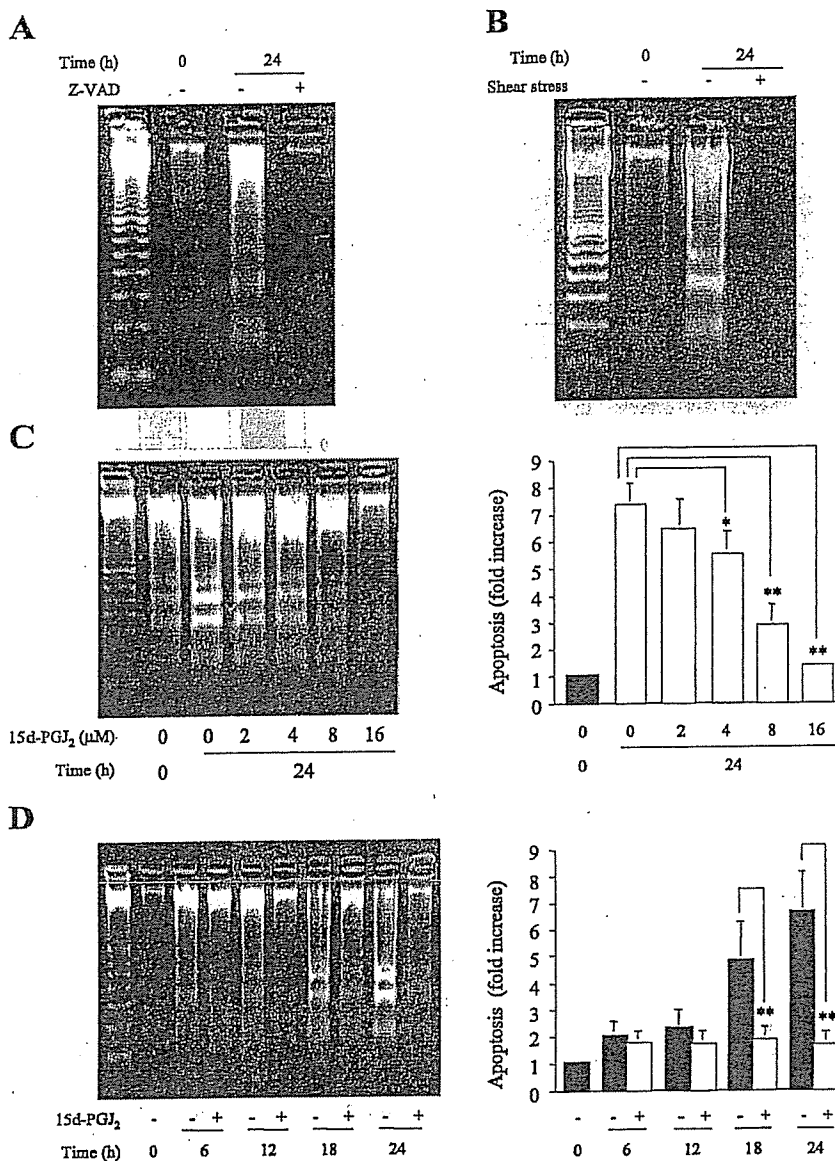 A
Time (h) 0 24
Z-VAD - - +
B
Time (h) 0 24
Shear stress - - +
C
15d-PGJ₂ (µM) 0 0 2 4 8 16
Time (h) 0 24
Apoptosis (fold increase)
9
8
7
6
5
4
3
2
1
0
*
**
**
0 0 2 4 8 16
0 24
D
15d-PGJ₂ - - + - + - + - +
Time (h) 0 6 12 18 24
Apoptosis (fold increase)
9
8
7
6
5
4
3
2
1
0
**
**
- - + - + - + - +
0 6 12 18 24